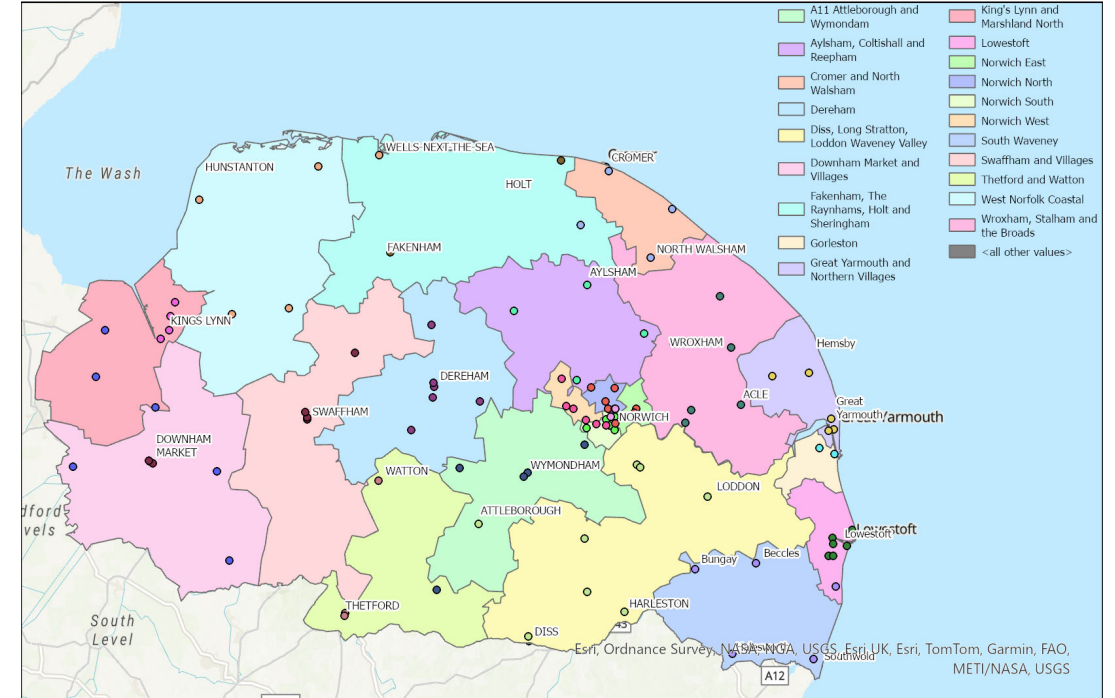 A11 Attleborough and
Wymondam
Aylsham, Coltishall and
Reepham
Cromer and North
Walsham
Dereham
Diss, Long Stratton,
Loddon Waveney Valley
Downham Market and
Villages
Fakenham, The
Raynhams, Holt and
Sheringham
Gorleston
Great Yarmouth and
Northern Villages
King's Lynn and
Marshland North
Lowestoft
Norwich East
Norwich North
Norwich South
Norwich West
South Waveney
Swaffham and Villages
Thetford and Watton
West Norfolk Coastal
Wroxham, Stalham and
the Broads
<all other values>
The Wash
HUNSTANTON
WELLS-NEXT-THE-SEA
CROMER
HOLT
FAKENHAM
NORTH WALSHAM
AYLSHAM
KINGS LYNN
WROXHAM
Hemsby
DEREHAM
ACLE
SWAFFHAM
NORWICH
Great
Yarmouth
Great Yarmouth
DOWNHAM
MARKET
WATTON
WYMONDHAM
LODDON
dford
vels
ATTLEBOROUGH
Lowestoft
Lowestoft
Bungay
Beccles
THETFORD
HARLESTON
South
Level
DISS
Southwold
A12
Esri, Ordnance Survey, NASA, NGA, USGS, Esri UK, Esri, TomTom, Garmin, FAO,
METI/NASA, USGS